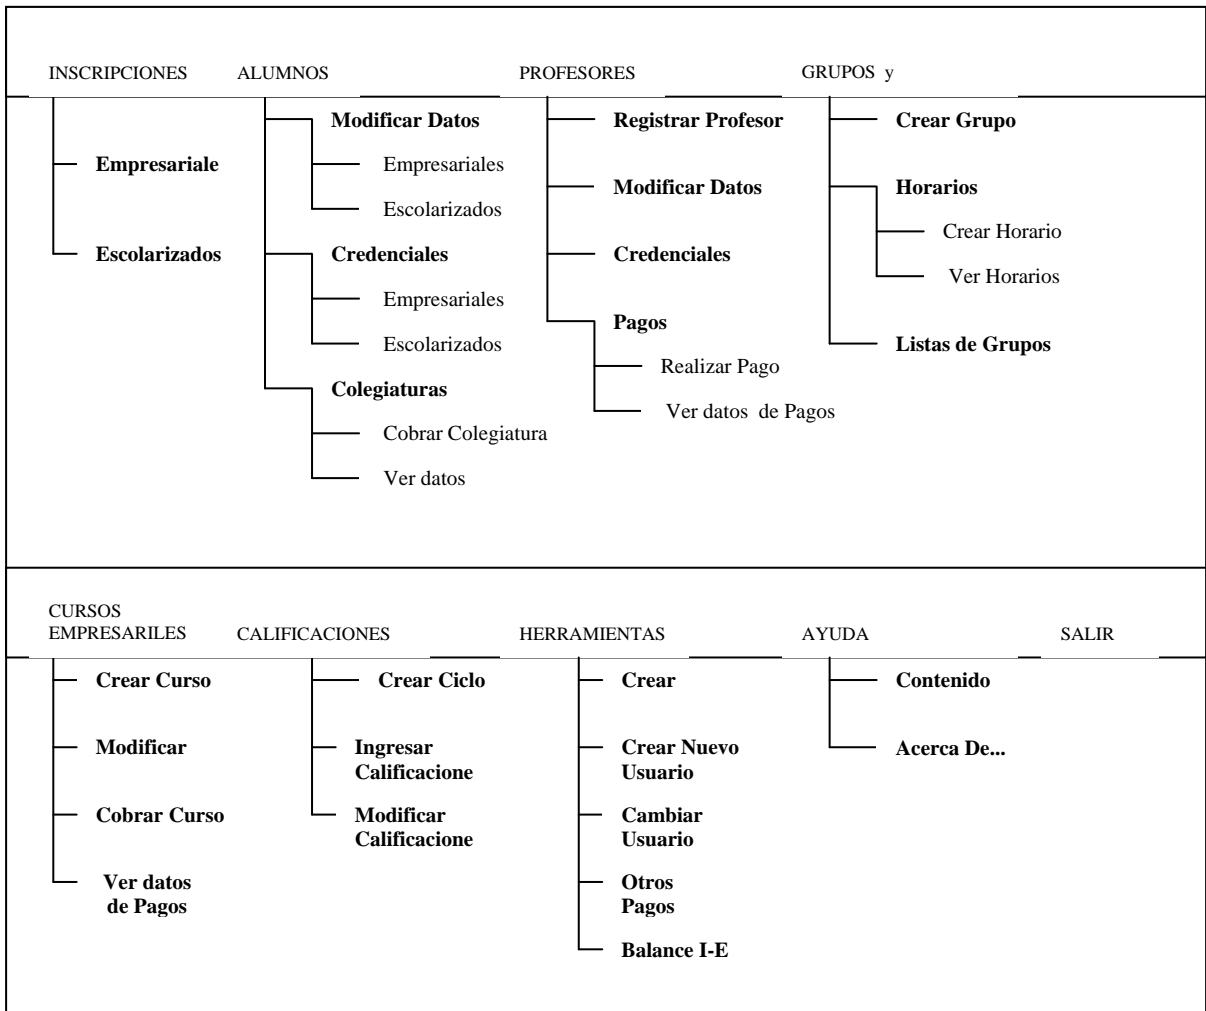 INSCRIPCIONES
ALUMNOS
PROFESORES
GRUPOS y
Empresariale
Escolarizados
Modificar Datos
Empresariales
Escolarizados
Credenciales
Empresariales
Escolarizados
Colegiaturas
Cobrar Colegiatura
Ver datos
Registrar Profesor
Modificar Datos
Credenciales
Pagos
Realizar Pago
Ver datos de Pagos
Crear Grupo
Horarios
Crear Horario
Ver Horarios
Listas de Grupos
CURSOS
EMPRESARILES
CALIFICACIONES
HERRAMIENTAS
AYUDA
SALIR
Crear Curso
Modificar
Cobrar Curso
Ver datos
de Pagos
Crear Ciclo
Ingresar
Calificacione
Modificar
Calificacione
Crear
Crear Nuevo
Usuario
Cambiar
Usuario
Otros
Pagos
Balance I-E
Contenido
Acerca De...